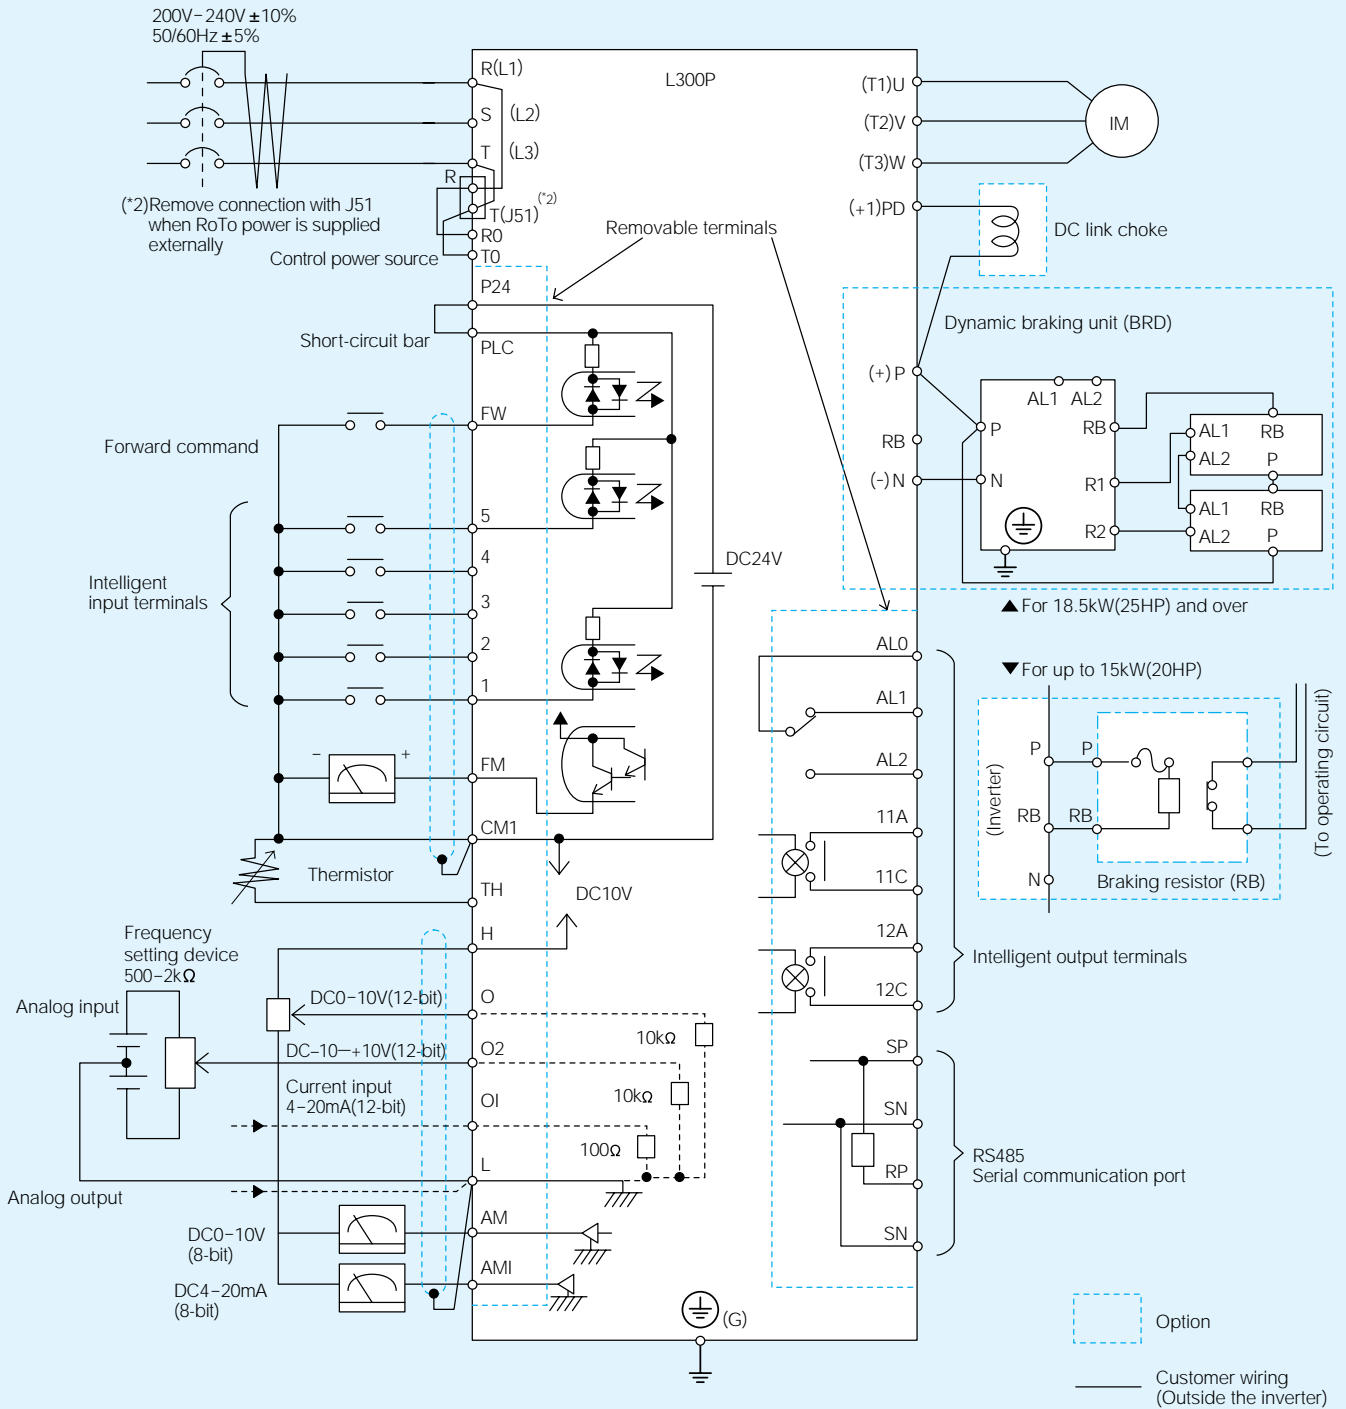 200V–240V ±10%
50/60Hz ±5%
R(L1)
L300P
(T1)U
S (L2)
(T2)V
IM
T (L3)
(T3)W
R
(*2)Remove connection with J51
when RoTo power is supplied
externally
T(J51)(*2)
(+1)PD
R0
Removable terminals
DC link choke
Control power source
T0
P24
Short-circuit bar
PLC
Dynamic braking unit (BRD)
(+)P
AL1 AL2
FW
P
RB
AL1 RB
Forward command
RB
AL2 P
(-)N
N
R1
5
AL1 RB
R2
AL2 P
4
DC24V
Intelligent
input terminals
3
▲For 18.5kW(25HP) and over
2
AL0
▼For up to 15kW(20HP)
1
AL1
– +
FM
AL2
P P
(Inverter)
(To operating circuit)
RB RB
CM1
11A
Thermistor
11C
N
Braking resistor (RB)
TH
DC10V
Frequency
setting device
500–2kΩ
H
12A
Intelligent output terminals
Analog input
DC0–10V(12-bit)
O
12C
10kΩ
DC–10–+10V(12-bit)
O2
SP
Current input
4–20mA(12-bit)
OI
10kΩ
SN
100Ω
RS485
Serial communication port
L
RP
Analog output
AM
DC0–10V
(8-bit)
SN
AMI
DC4–20mA
(8-bit)
(G)
Option
Customer wiring
(Outside the inverter)